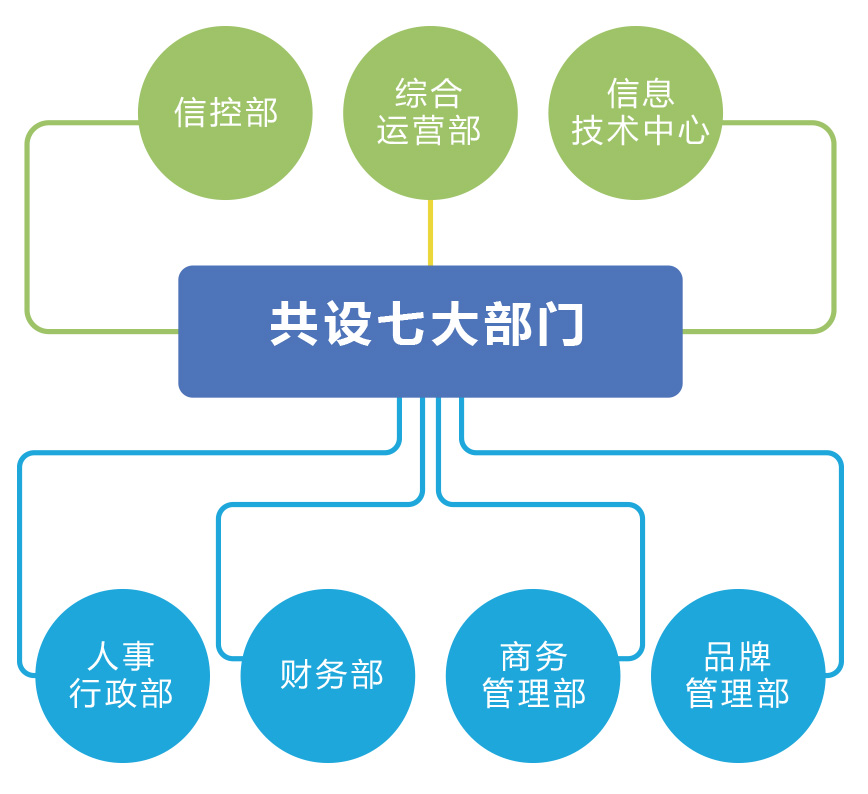 信控部
综合
运营部
信息
技术中心
共设七大部门
人事
行政部
财务部
商务
管理部
品牌
管理部